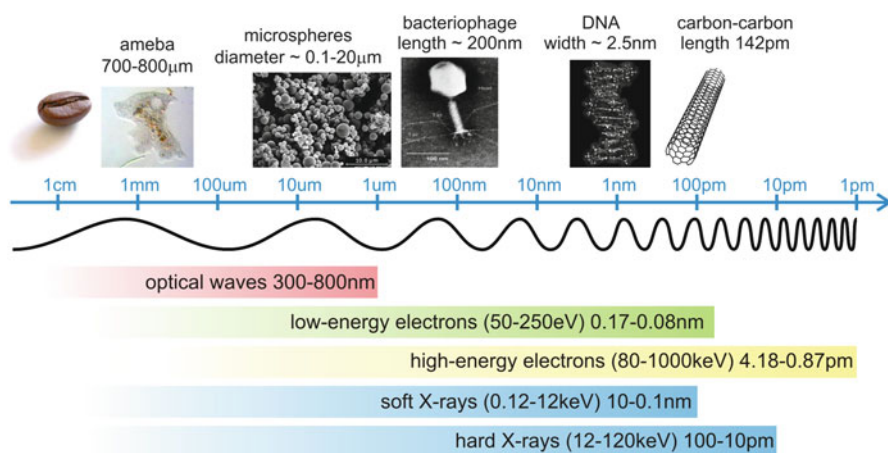 ameba
700-800μm
microspheres
diameter ~ 0.1-20μm
bacteriophage
length ~ 200nm
DNA
width ~ 2.5nm
carbon-carbon
length 142pm
1cm
1mm
100um
10um
1um
100nm
10nm
1nm
100pm
10pm
1pm
optical waves 300-800nm
low-energy electrons (50-250eV) 0.17-0.08nm
high-energy electrons (80-1000keV) 4.18-0.87pm
soft X-rays (0.12-12keV) 10-0.1nm
hard X-rays (12-120keV) 100-10pm